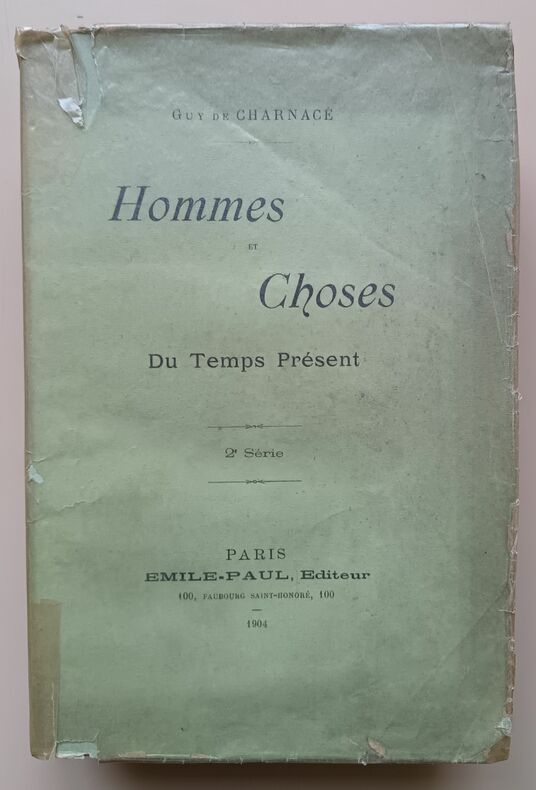 GUY DE CHARNACÉ
Hommes
ET
Choses
Du Temps Présent
2e Série
PARIS
EMILE-PAUL, Editeur
100, FAUBOURG SAINT-HONORÉ, 100
1904